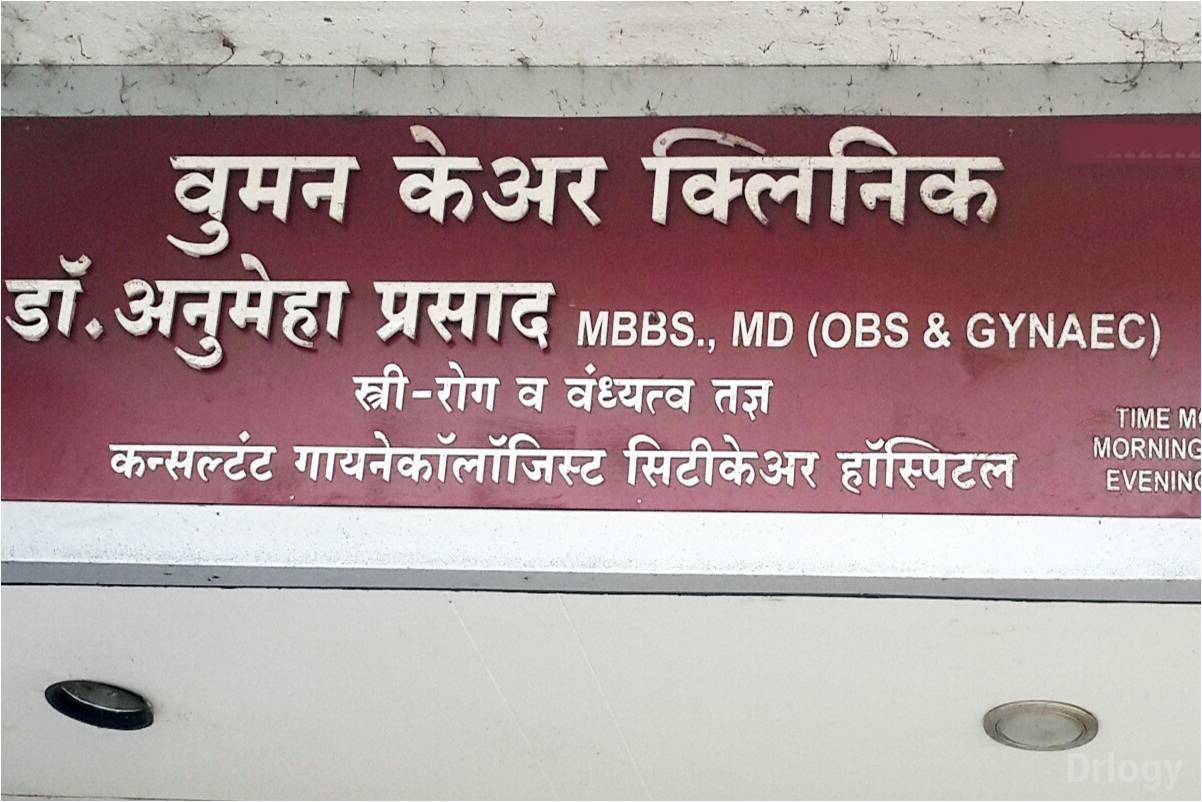 वुमन केअर क्लिनिक
डॉ. अनुमेहा प्रसाद MBBS., MD (OBS & GYNAEC)
स्त्री-रोग व वंध्यत्व तज्ञ
कन्सल्टंट गायनेकॉलॉजिस्ट सिटीकेअर हॉस्पिटल
TIME
MORNING
EVENING
Drlogy